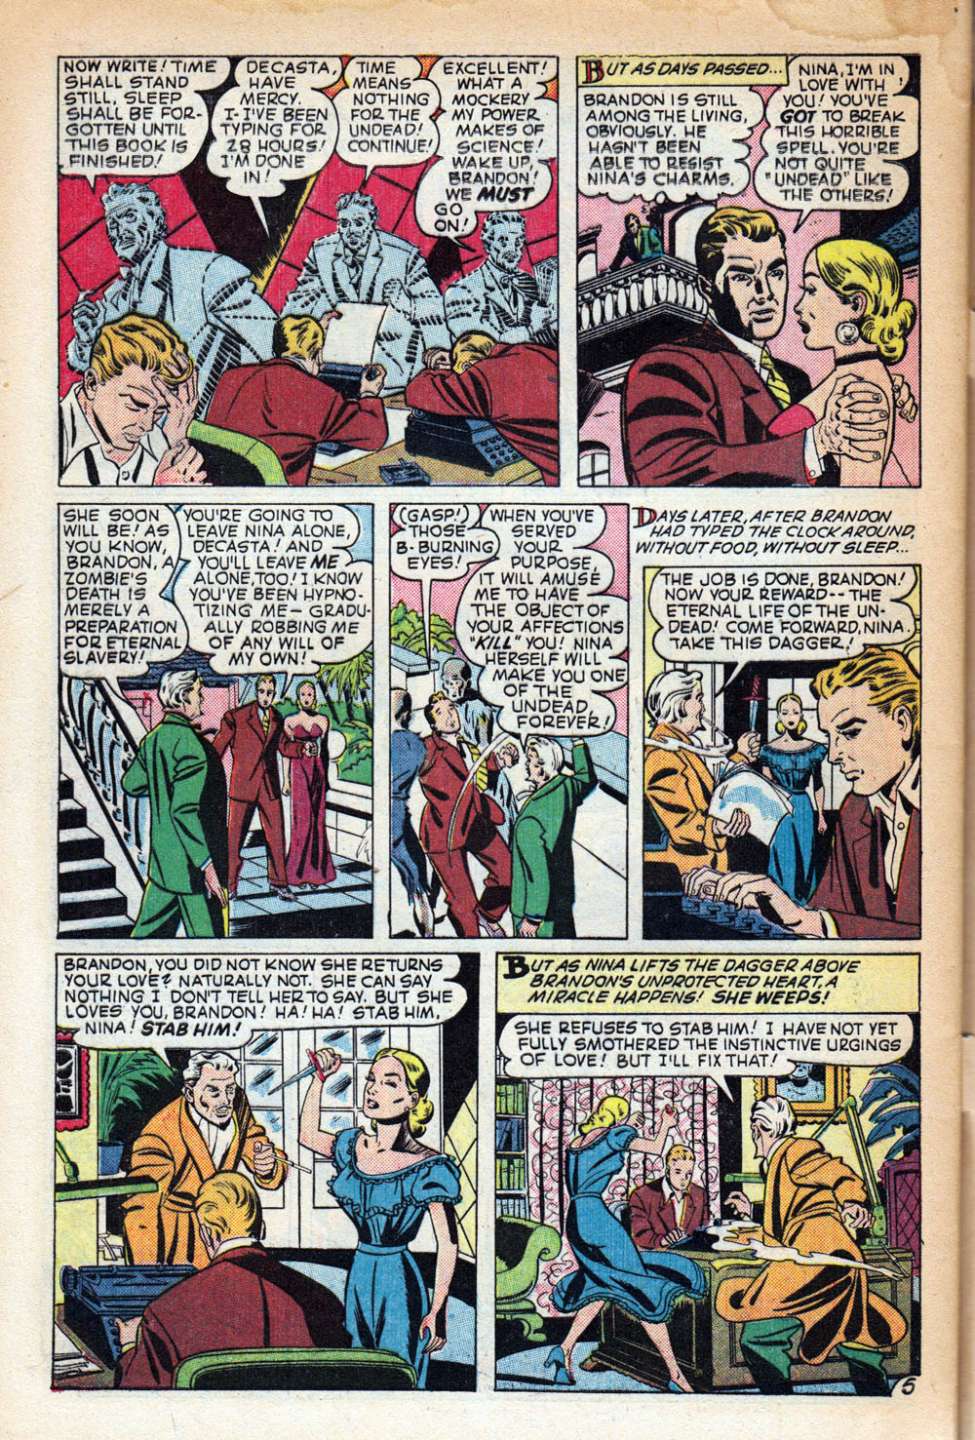 NOW WRITE! TIME
SHALL STAND
STILL, SLEEP
SHALL BE FOR-
GOTTEN UNTIL
THIS BOOK IS
FINISHED!
DECASTA,
HAVE
MERCY.
I-I'VE BEEN
TYPING FOR
28 HOURS!
I'M DONE
IN!
TIME
MEANS
NOTHING
FOR THE
UNDEAD!
CONTINUE!
EXCELLENT!
WHAT A
MOCKERY
MY POWER
MAKES OF
SCIENCE!
WAKE UP,
BRANDON!
WE MUST
GO
ON!
BUT AS DAYS PASSED...
BRANDON IS STILL
AMONG THE LIVING,
OBVIOUSLY. HE
HASN'T BEEN
ABLE TO RESIST
NINA'S CHARMS.
NINA, I'M IN
LOVE WITH
YOU! YOU'VE
GOT TO BREAK
THIS HORRIBLE
SPELL. YOU'RE
NOT QUITE
"UNDEAD" LIKE
THE OTHERS!
SHE SOON
WILL BE! AS
YOU KNOW,
BRANDON, A
ZOMBIE'S
DEATH IS
MERELY A
PREPARATION
FOR ETERNAL
SLAVERY!
YOU'RE GOING TO
LEAVE NINA ALONE,
DECASTA! AND
YOU'LL LEAVE ME
ALONE, TOO! I KNOW
YOU'VE BEEN HYPNO-
TIZING ME — GRADU-
ALLY ROBBING ME
OF ANY WILL OF
MY OWN!
(GASP!)
THOSE
B-BURNING
EYES!
WHEN YOU'VE
SERVED
YOUR
PURPOSE,
IT WILL AMUSE
ME TO HAVE
THE OBJECT OF
YOUR AFFECTIONS
"KILL" YOU! NINA
HERSELF WILL
MAKE YOU ONE
OF THE
UNDEAD
FOREVER!
DAYS LATER, AFTER BRANDON
HAD TYPED THE CLOCK AROUND,
WITHOUT FOOD, WITHOUT SLEEP...
THE JOB IS DONE, BRANDON!
NOW YOUR REWARD -- THE
ETERNAL LIFE OF THE UN-
DEAD! COME FORWARD, NINA.
TAKE THIS DAGGER!
BRANDON, YOU DID NOT KNOW SHE RETURNS
YOUR LOVE? NATURALLY NOT. SHE CAN SAY
NOTHING I DON'T TELL HER TO SAY. BUT SHE
LOVES YOU, BRANDON! HA! HA! STAB HIM,
NINA! STAB HIM!
BUT AS NINA LIFTS THE DAGGER ABOVE
BRANDON'S UNPROTECTED HEART, A
MIRACLE HAPPENS! SHE WEEPS!
SHE REFUSES TO STAB HIM! I HAVE NOT YET
FULLY SMOTHERED THE INSTINCTIVE URGINGS
OF LOVE! BUT I'LL FIX THAT!
5